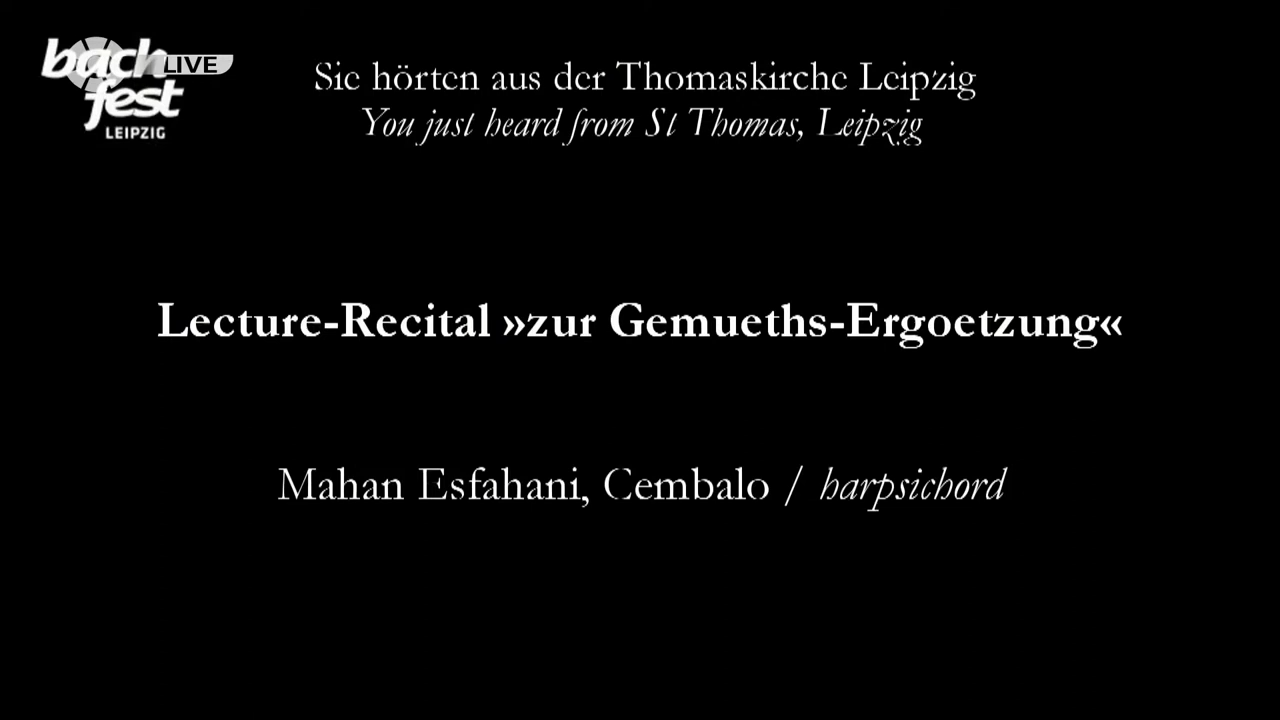 bach
LIVE
fest
LEIPZIG
Sie hörten aus der Thomaskirche Leipzig
You just heard from St Thomas, Leipzig
Lecture-Recital »zur Gemueths-Ergoetzung«
Mahan Esfahani, Cembalo / harpsichord